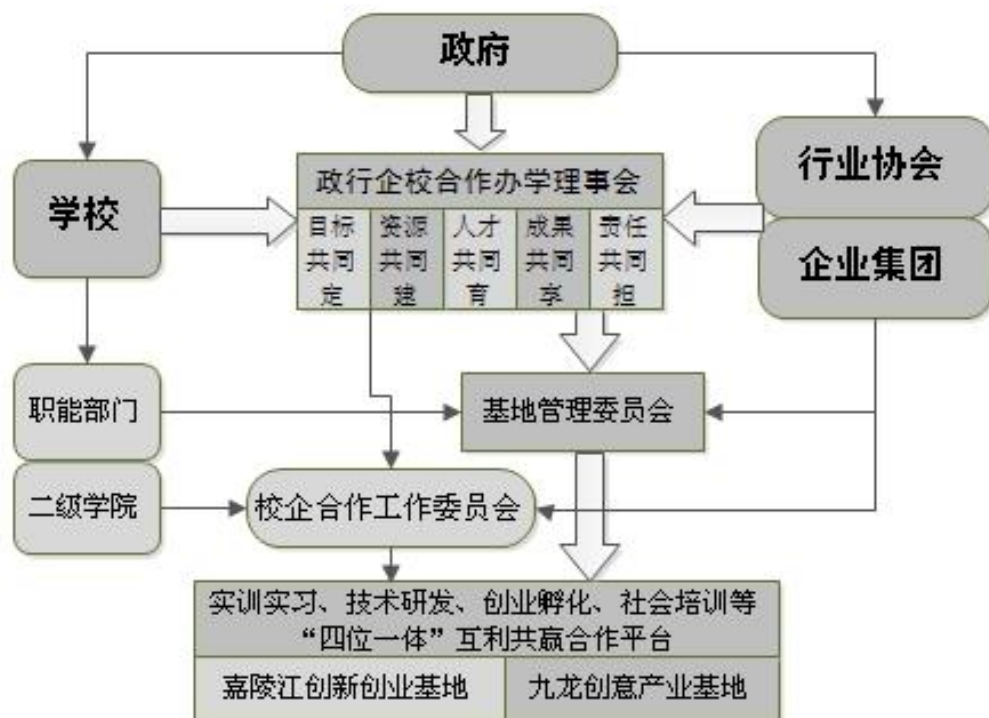 政府
学校
行业协会
企业集团
政行企校合作办学理事会
目标
共同
定
资源
共同
建
人才
共同
育
成果
共同
享
责任
共同
担
职能部门
基地管理委员会
二级学院
校企合作工作委员会
实训实习、技术研发、创业孵化、社会培训等
“四位一体”互利共赢合作平台
嘉陵江创新创业基地
九龙创意产业基地